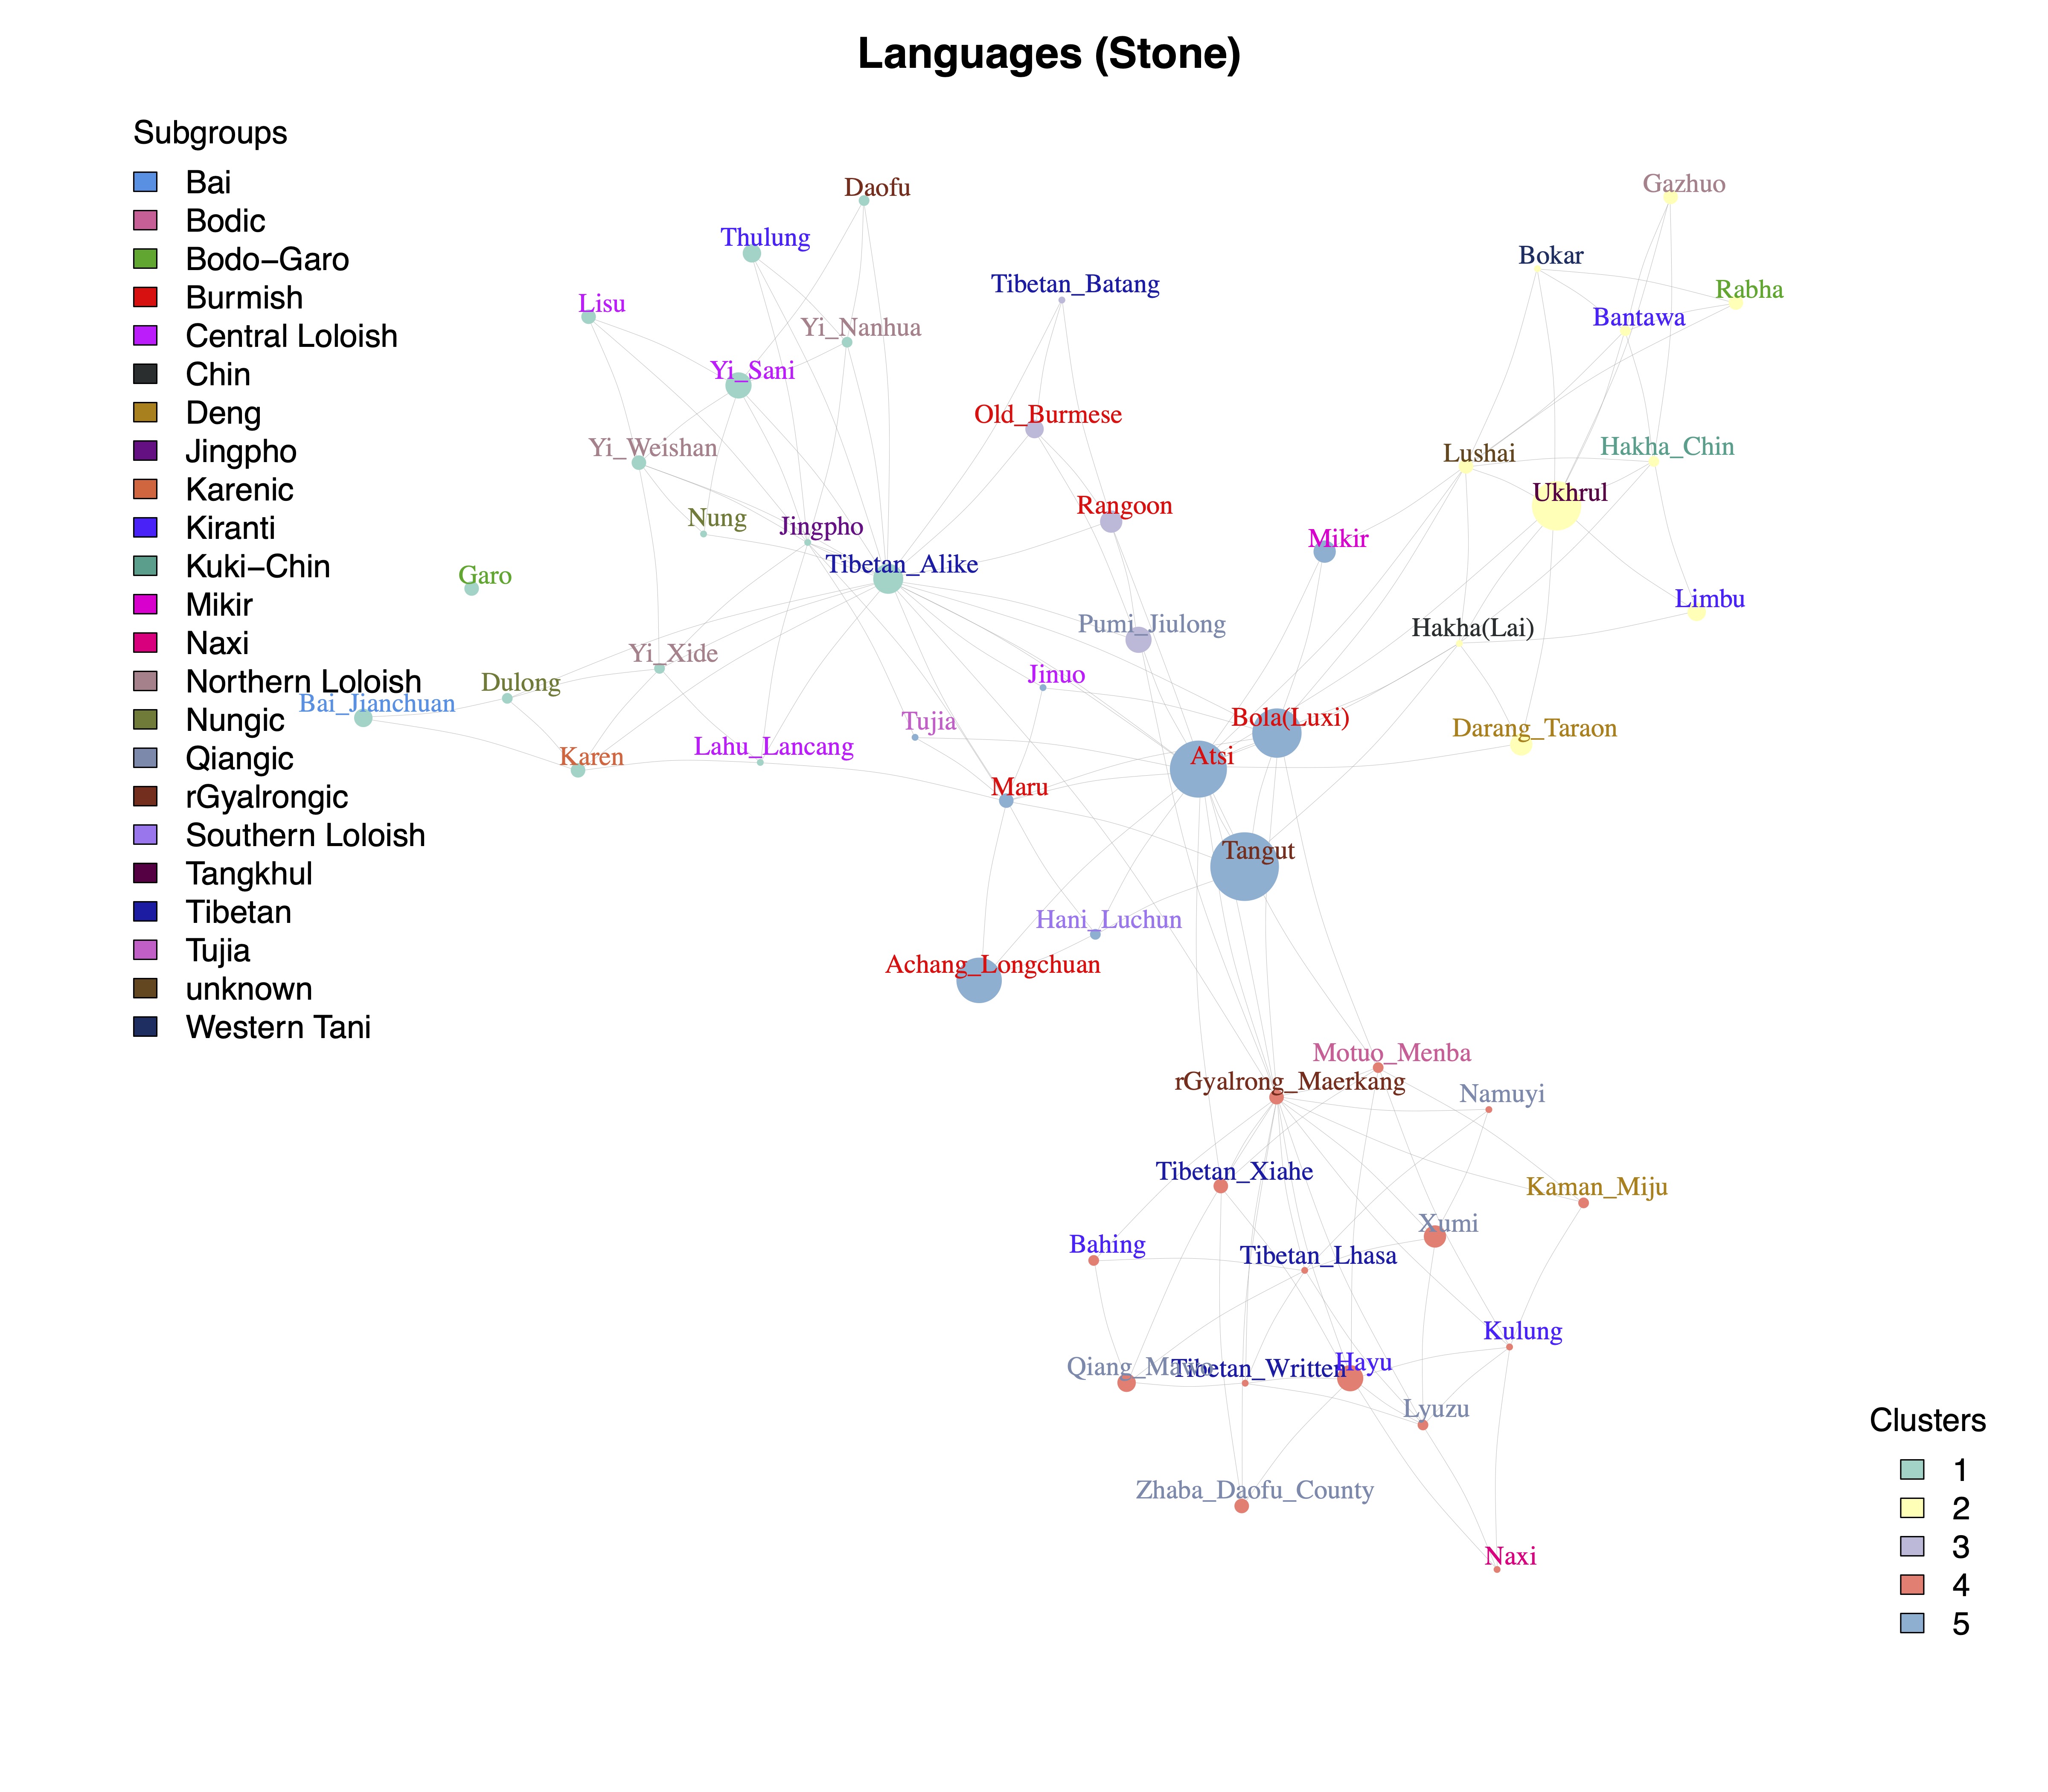 Languages (Stone)
Subgroups
Bai
Bodic
Bodo−Garo
Burmish
Central Loloish
Chin
Deng
Jingpho
Karenic
Kiranti
Kuki−Chin
Mikir
Naxi
Northern Loloish
Nungic
Qiangic
rGyalrongic
Southern Loloish
Tangkhul
Tibetan
Tujia
unknown
Western Tani
Daofu
Thulung
Lisu
Yi_Nanhua
Yi_Sani
Yi_Weishan
Nung
Jingpho
Tibetan_Alike
Garo
Yi_Xide
Dulong
Bai_Jianchuan
Karen
Lahu_Lancang
Tibetan_Batang
Old_Burmese
Rangoon
Pumi_Jiulong
Jinuo
Tujia
Maru
Atsi
Bola(Luxi)
Mikir
Tangut
Hani_Luchun
Achang_Longchuan
Gazhuo
Bokar
Rabha
Bantawa
Lushai
Hakha_Chin
Ukhrul
Limbu
Hakha(Lai)
Darang_Taraon
Motuo_Menba
rGyalrong_Maerkang
Namuyi
Tibetan_Xiahe
Kaman_Miju
Xumi
Bahing
Tibetan_Lhasa
Kulung
Qiang_Mawo
Tibetan_Written
Hayu
Lyuzu
Zhaba_Daofu_County
Naxi
Clusters
1
2
3
4
5